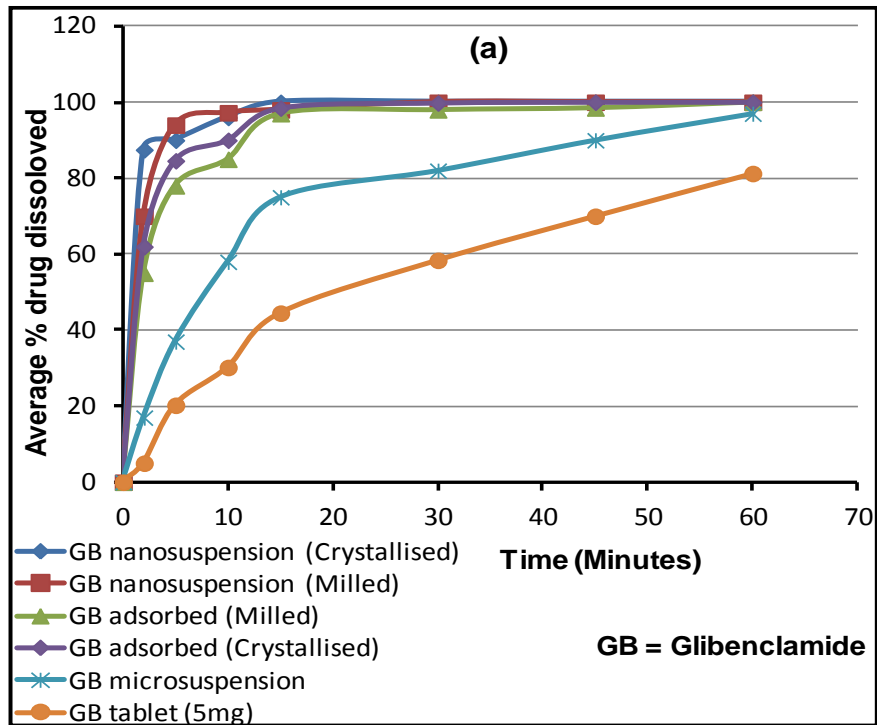 (a)
120
100
80
60
40
20
0
Average % drug dissoloved
0 10 20 30 40 50 60 70
Time (Minutes)
GB nanosuspension (Crystallised)
GB nanosuspension (Milled)
GB adsorbed (Milled)
GB adsorbed (Crystallised)
GB microsuspension
GB tablet (5mg)
GB = Glibenclamide